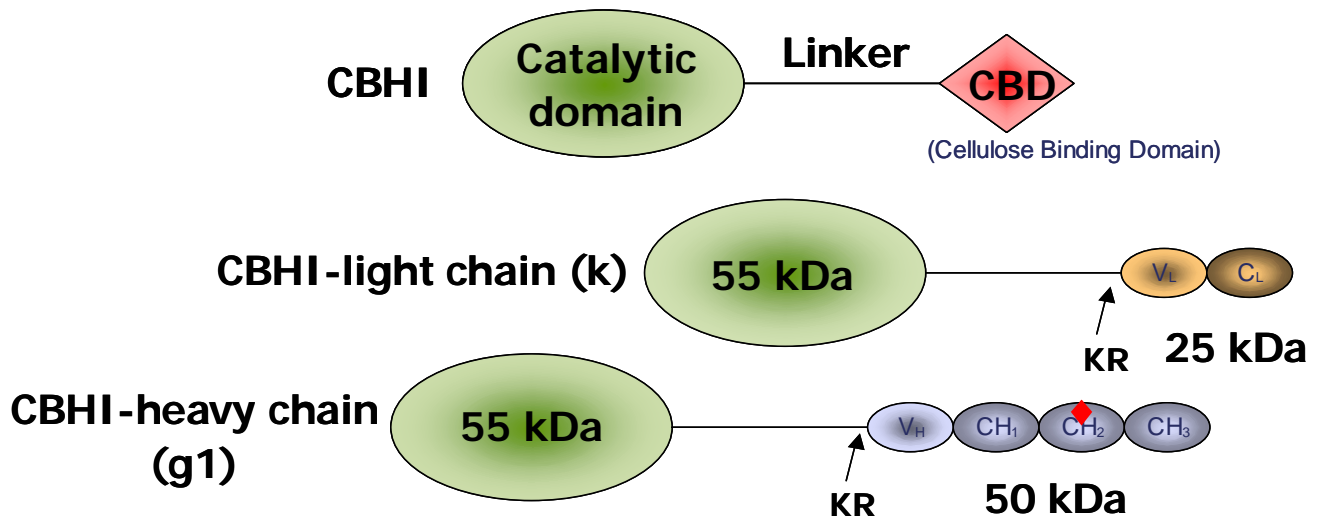 CBHI
Catalytic
domain
Linker
CBD
(Cellulose Binding Domain)
CBHI-light chain (k)
55 kDa
VL
CL
KR
25 kDa
CBHI-heavy chain
(g1)
55 kDa
VH
CH1
CH2
CH3
KR
50 kDa